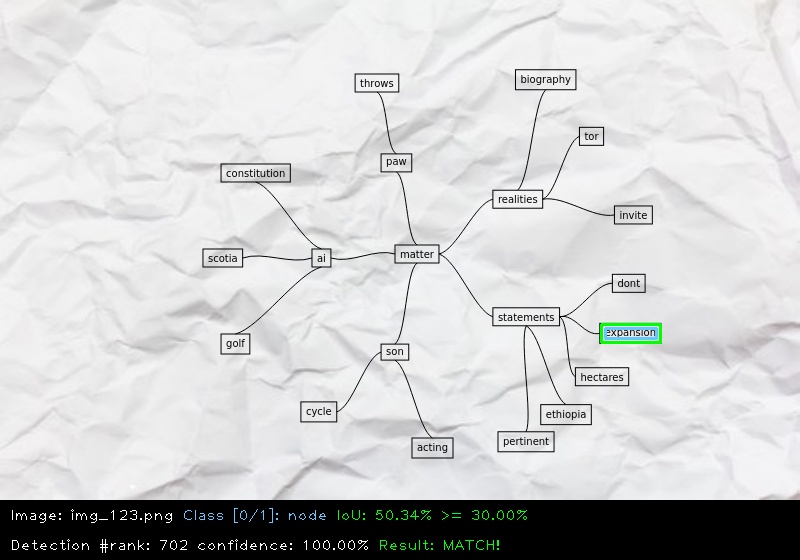 throws
biography
tor
paw
constitution
realities
invite
scotia
ai
matter
dont
statements
expansion
golf
son
hectares
cycle
ethiopia
pertinent
acting
Image: img_123.png Class [0/1]: node IoU: 50.34% >= 30.00%
Detection #rank: 702 confidence: 100.00% Result: MATCH!